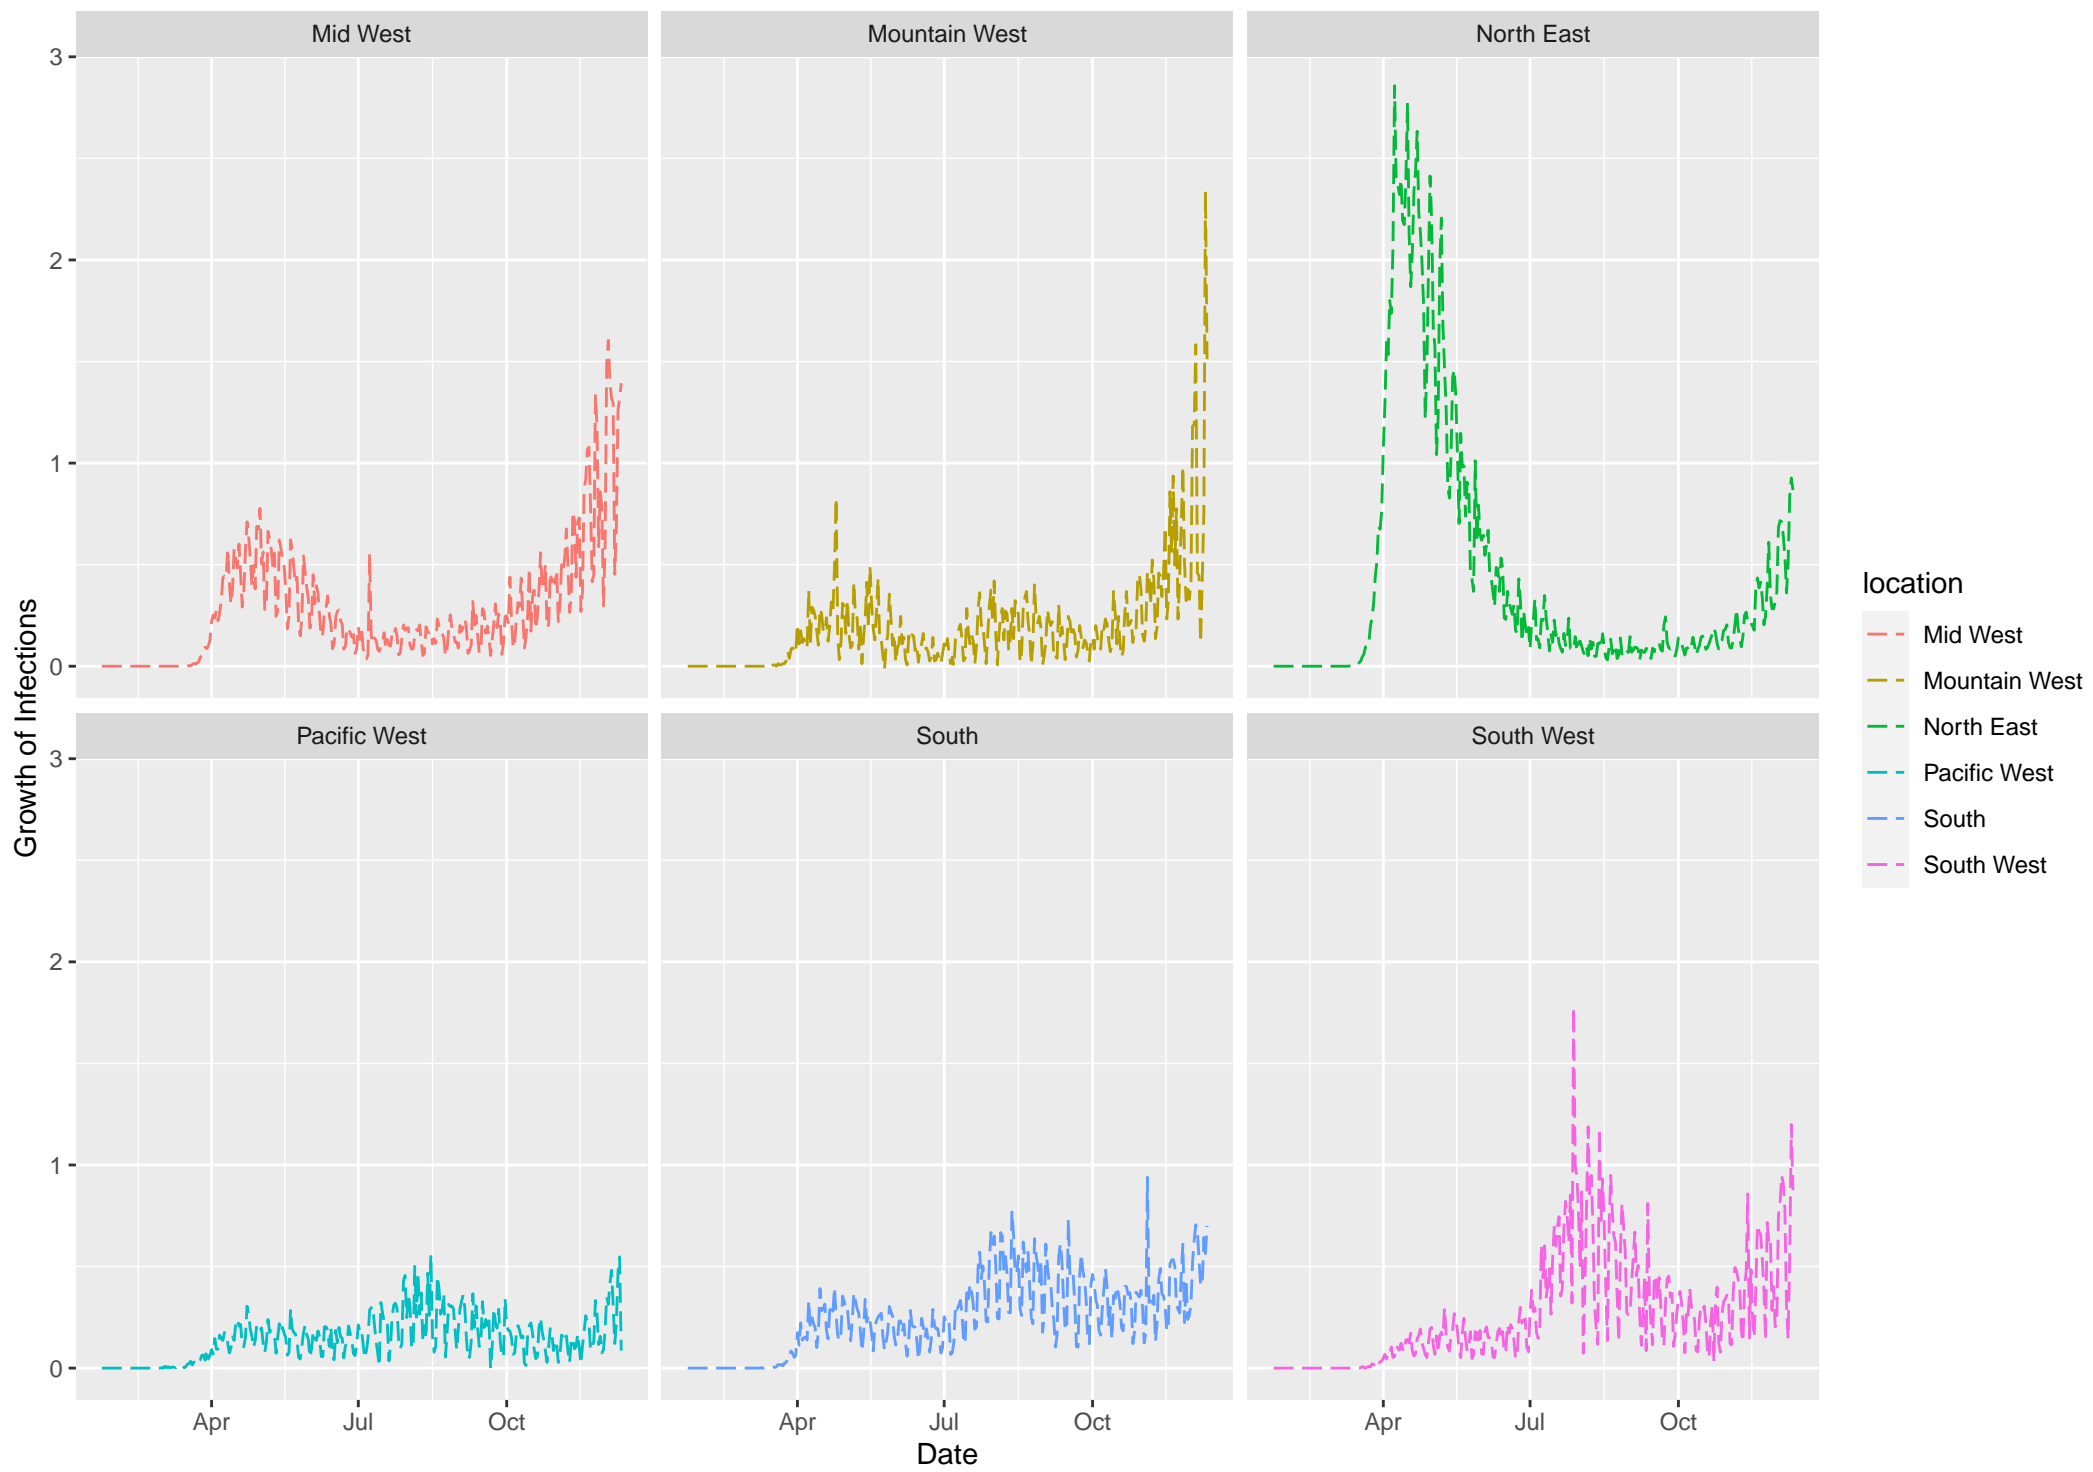 Mid West
Mountain West
North East
3
2
1
0
Growth of Infections
Pacific West
South
South West
3
2
1
0
Apr
Jul
Oct
Apr
Jul
Oct
Apr
Jul
Oct
Date
location
Mid West
Mountain West
North East
Pacific West
South
South West